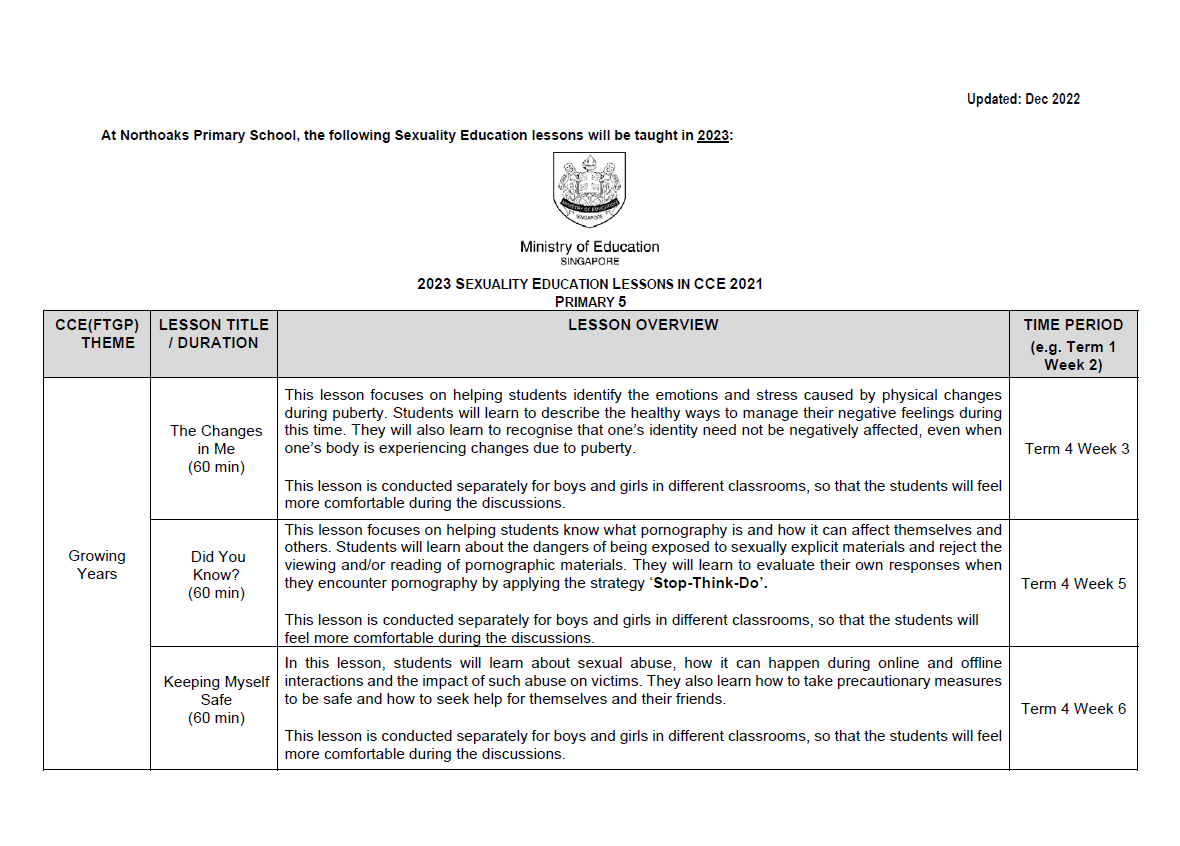 Updated: Dec 2022
At Northoaks Primary School, the following Sexuality Education lessons will be taught in 2023:
MINISTRY OF EDUCATION
SINGAPORE
Ministry of Education
SINGAPORE
2023 SEXUALITY EDUCATION LESSONS IN CCE 2021
PRIMARY 5
CCE(FTGP)
THEME
LESSON TITLE
/ DURATION
LESSON OVERVIEW
TIME PERIOD
(e.g. Term 1
Week 2)
Growing
Years
The Changes
in Me
(60 min)
This lesson focuses on helping students identify the emotions and stress caused by physical changes
during puberty. Students will learn to describe the healthy ways to manage their negative feelings during
this time. They will also learn to recognise that one’s identity need not be negatively affected, even when
one’s body is experiencing changes due to puberty.
This lesson is conducted separately for boys and girls in different classrooms, so that the students will feel
more comfortable during the discussions.
Term 4 Week 3
Did You
Know?
(60 min)
This lesson focuses on helping students know what pornography is and how it can affect themselves and
others. Students will learn about the dangers of being exposed to sexually explicit materials and reject the
viewing and/or reading of pornographic materials. They will learn to evaluate their own responses when
they encounter pornography by applying the strategy ‘Stop-Think-Do’.
This lesson is conducted separately for boys and girls in different classrooms, so that the students will
feel more comfortable during the discussions.
Term 4 Week 5
Keeping Myself
Safe
(60 min)
In this lesson, students will learn about sexual abuse, how it can happen during online and offline
interactions and the impact of such abuse on victims. They also learn how to take precautionary measures
to be safe and how to seek help for themselves and their friends.
This lesson is conducted separately for boys and girls in different classrooms, so that the students will feel
more comfortable during the discussions.
Term 4 Week 6